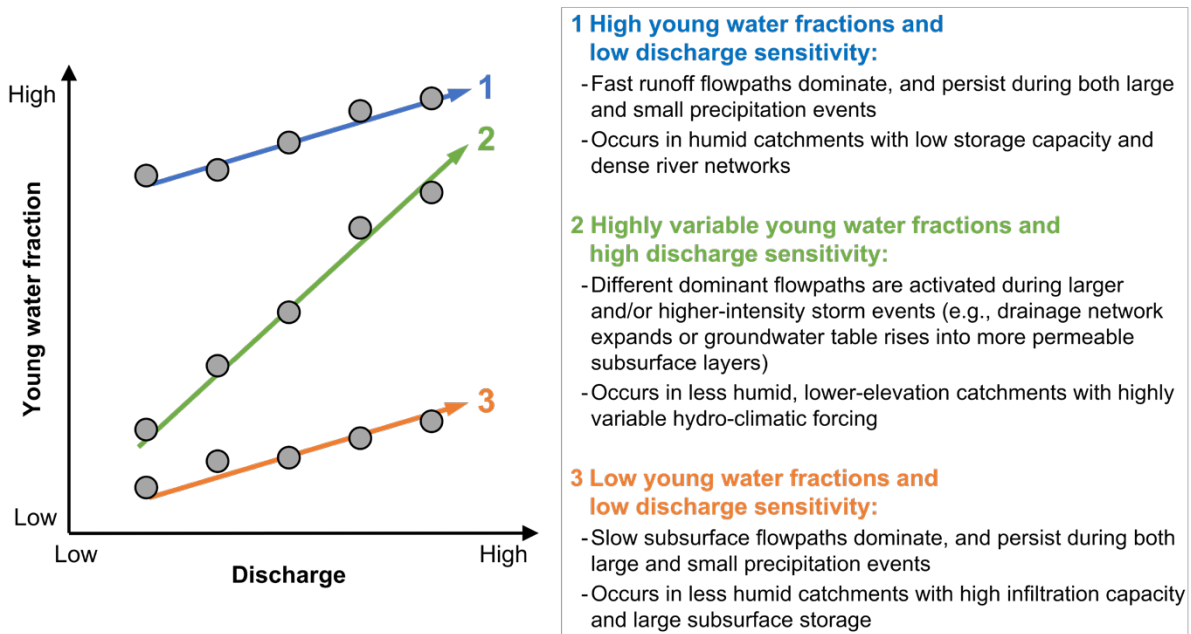 High
Young water fraction
Low
Low
Discharge
High
1
2
3
1 High young water fractions and
low discharge sensitivity:
- Fast runoff flowpaths dominate, and persist during both large
and small precipitation events
- Occurs in humid catchments with low storage capacity and
dense river networks
2 Highly variable young water fractions and
high discharge sensitivity:
- Different dominant flowpaths are activated during larger
and/or higher-intensity storm events (e.g., drainage network
expands or groundwater table rises into more permeable
subsurface layers)
- Occurs in less humid, lower-elevation catchments with highly
variable hydro-climatic forcing
3 Low young water fractions and
low discharge sensitivity:
- Slow subsurface flowpaths dominate, and persist during both
large and small precipitation events
- Occurs in less humid catchments with high infiltration capacity
and large subsurface storage